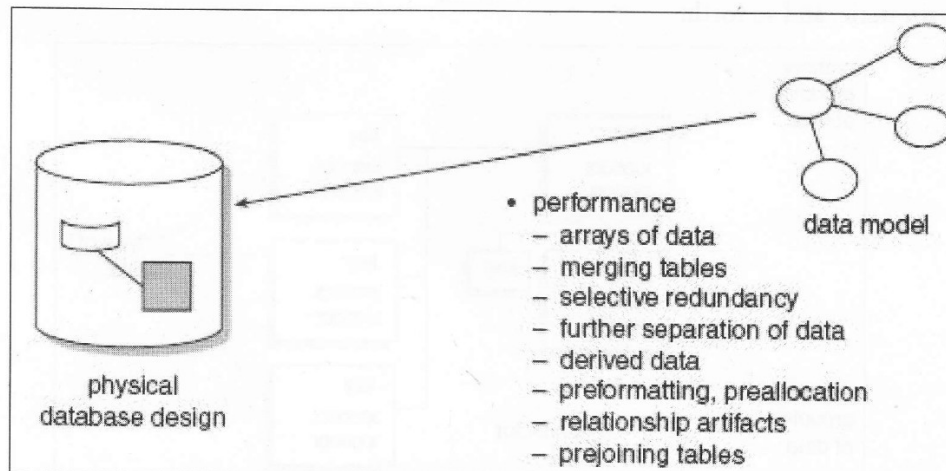 • performance
– arrays of data
– merging tables
– selective redundancy
– further separation of data
– derived data
– preformatting, preallocation
– relationship artifacts
– prejoining tables
data model
physical
database design